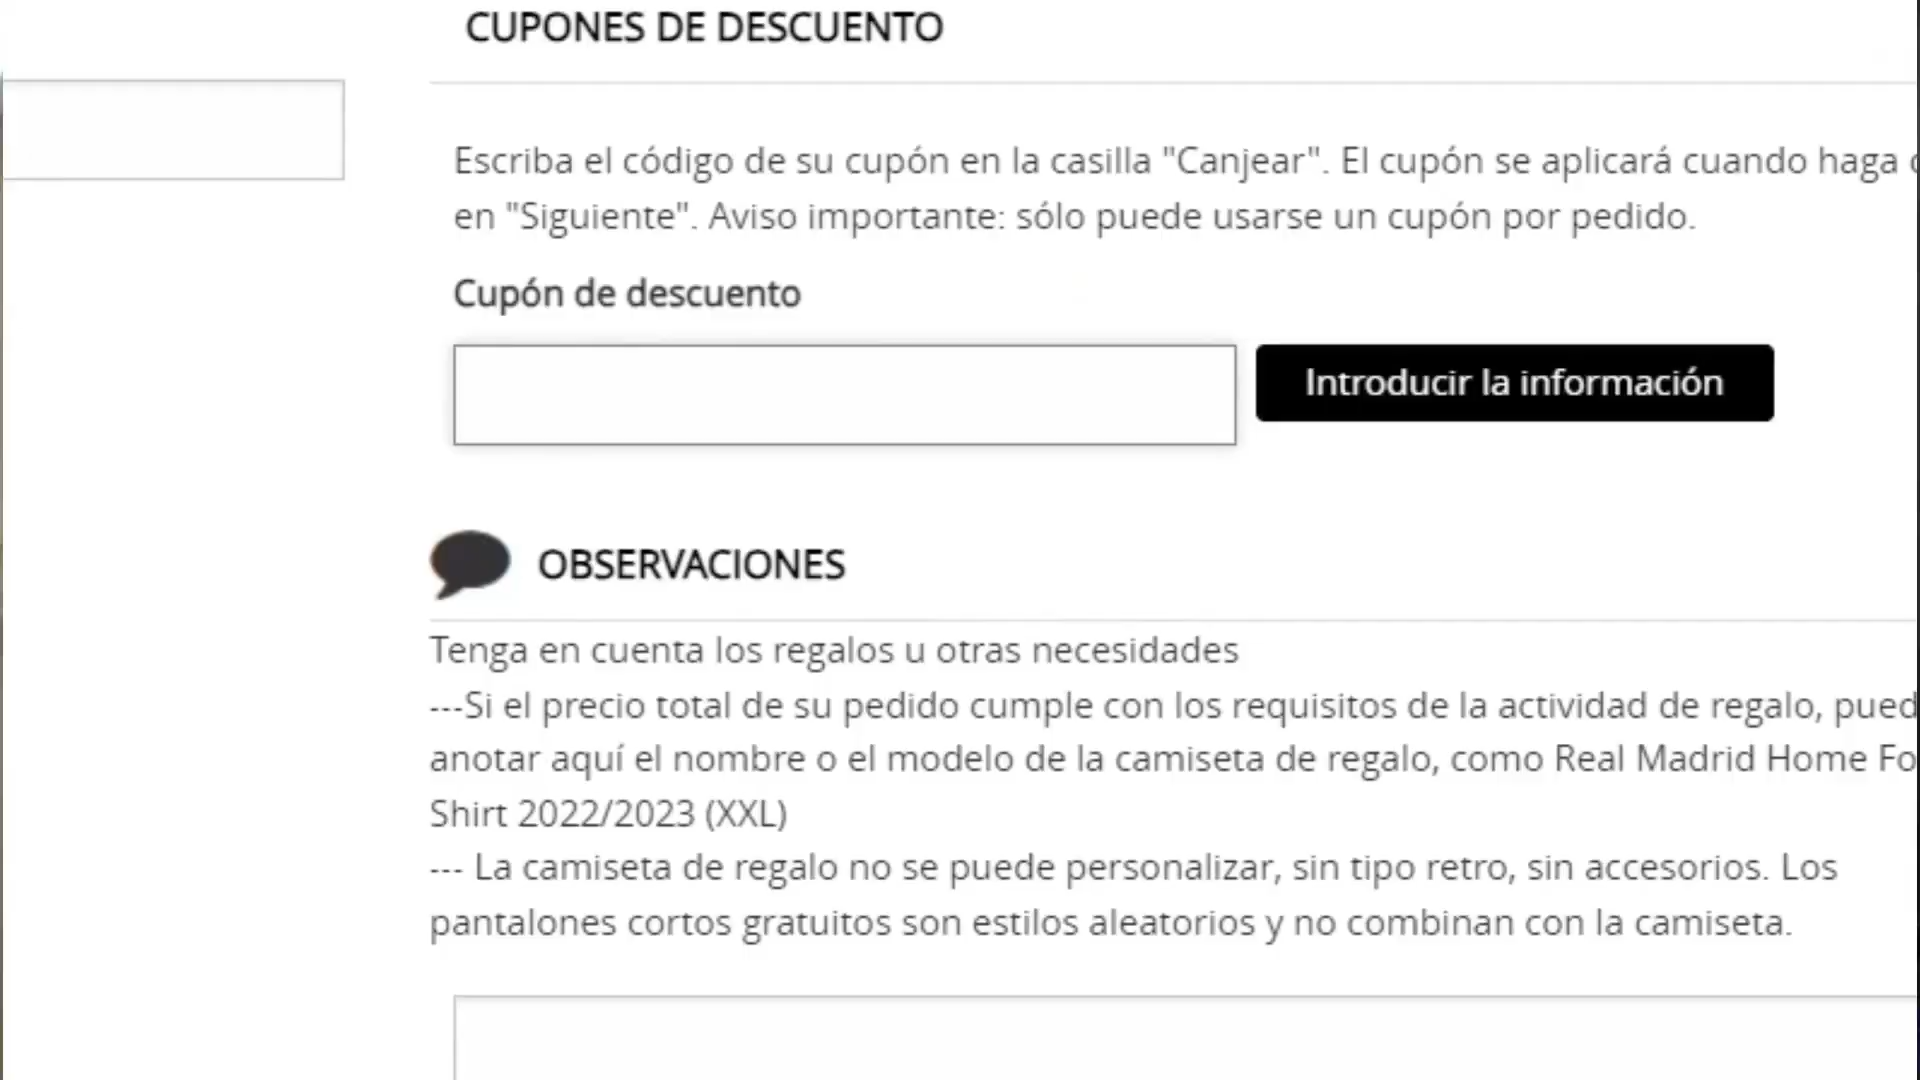 CUPONES DE DESCUENTO
Escriba el código de su cupón en la casilla "Canjear". El cupón se aplicará cuando haga
en "Siguiente". Aviso importante: sólo puede usarse un cupón por pedido.
Cupón de descuento
Introducir la información
OBSERVACIONES
Tenga en cuenta los regalos u otras necesidades
---Si el precio total de su pedido cumple con los requisitos de la actividad de regalo, pued
anotar aquí el nombre o el modelo de la camiseta de regalo, como Real Madrid Home Fo
Shirt 2022/2023 (XXL)
--- La camiseta de regalo no se puede personalizar, sin tipo retro, sin accesorios. Los
pantalones cortos gratuitos son estilos aleatorios y no combinan con la camiseta.